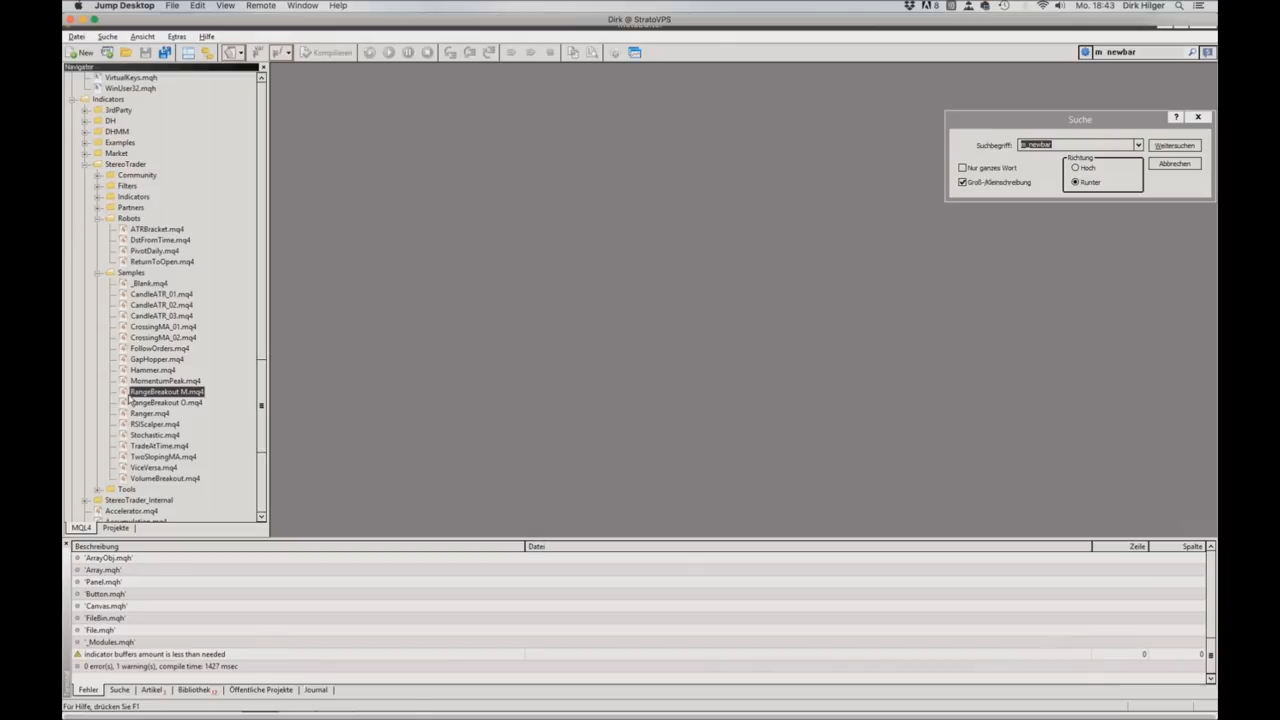 Jump Desktop File Edit View Remote Window Help 8 Mo. 18:43 Dirk Hilger
Dirk @ StratoVPS
Datei Suche Ansicht Extras Hilfe
New Kompilieren m_newbar
Navigator
VirtualKeys.mqh
WinUser32.mqh
Indicators
3rdParty
DH
DHMM
Examples
Market
StereoTrader
Community
Filters
Indicators
Partners
Robots
ATRBracket.mq4
DstFromTime.mq4
PivotDaily.mq4
ReturnToOpen.mq4
Samples
_Blank.mq4
CandleATR_01.mq4
CandleATR_02.mq4
CandleATR_03.mq4
CrossingMA_01.mq4
CrossingMA_02.mq4
FollowOrders.mq4
GapHopper.mq4
Hammer.mq4
MomentumPeak.mq4
RangeBreakout M.mq4
RangeBreakout O.mq4
Ranger.mq4
RSIScalper.mq4
Stochastic.mq4
TradeAtTime.mq4
TwoSlopingMA.mq4
ViceVersa.mq4
VolumeBreakout.mq4
Tools
StereoTrader_Internal
Accelerator.mq4
Accumulation.mq4
MQL4 Projekte
Suche
Suchbegriff: m_newbar Weitersuchen
Nur ganzes Wort Richtung Hoch Abbrechen
Groß-/Kleinschreibung Runter
Beschreibung Datei Zeile Spalte
'ArrayObj.mqh'
'Array.mqh'
'Panel.mqh'
'Button.mqh'
'Canvas.mqh'
'FileBin.mqh'
'File.mqh'
'_Modules.mqh'
indicator buffers amount is less than needed 0 0
0 error(s), 1 warning(s), compile time: 1427 msec
Fehler Suche Artikel Bibliothek Öffentliche Projekte Journal
Für Hilfe, drücken Sie F1